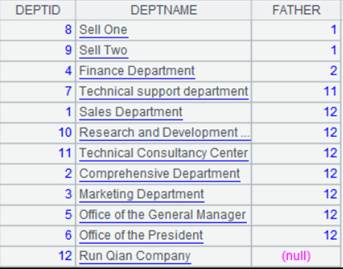 DEPTID DEPTNAME FATHER
8 Sell One 1
9 Sell Two 1
4 Finance Department 2
7 Technical support department 11
1 Sales Department 12
10 Research and Development ... 12
11 Technical Consultancy Center 12
2 Comprehensive Department 12
3 Marketing Department 12
5 Office of the General Manager 12
6 Office of the President 12
12 Run Qian Company (null)